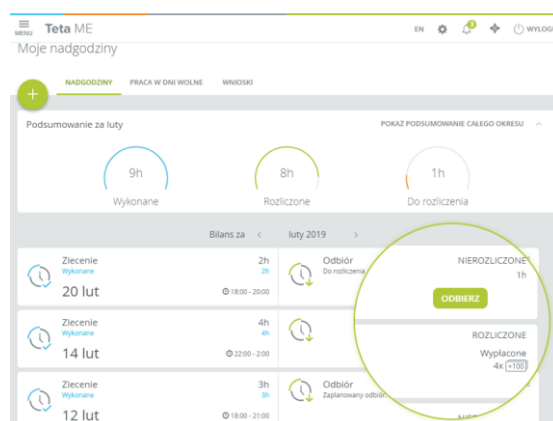 MENU Teta ME EN 3 WYLOG
Moje nadgodziny
+ NADGODZINY PRACA W DNI WOLNE WNIOSKI
Podsumowanie za luty POKAŻ PODSUMOWANIE CAŁEGO OKRESU
9h 8h 1h
Wykonane Rozliczone Do rozliczenia
Bilans za < luty 2019 >
Zlecenie 2h Odbiór NIEROZLICZONE
Wykonane 2h Do rozliczenia 1h
20 lut 18:00 - 20:00 ODBIERZ
Zlecenie 4h ROZLICZONE
Wykonane 4h Wypłacone
14 lut 22:00 - 2:00 4x +100
Zlecenie 3h Odbiór
Wykonane 3h Zaplanowany odbiór
12 lut 18:00 - 21:00